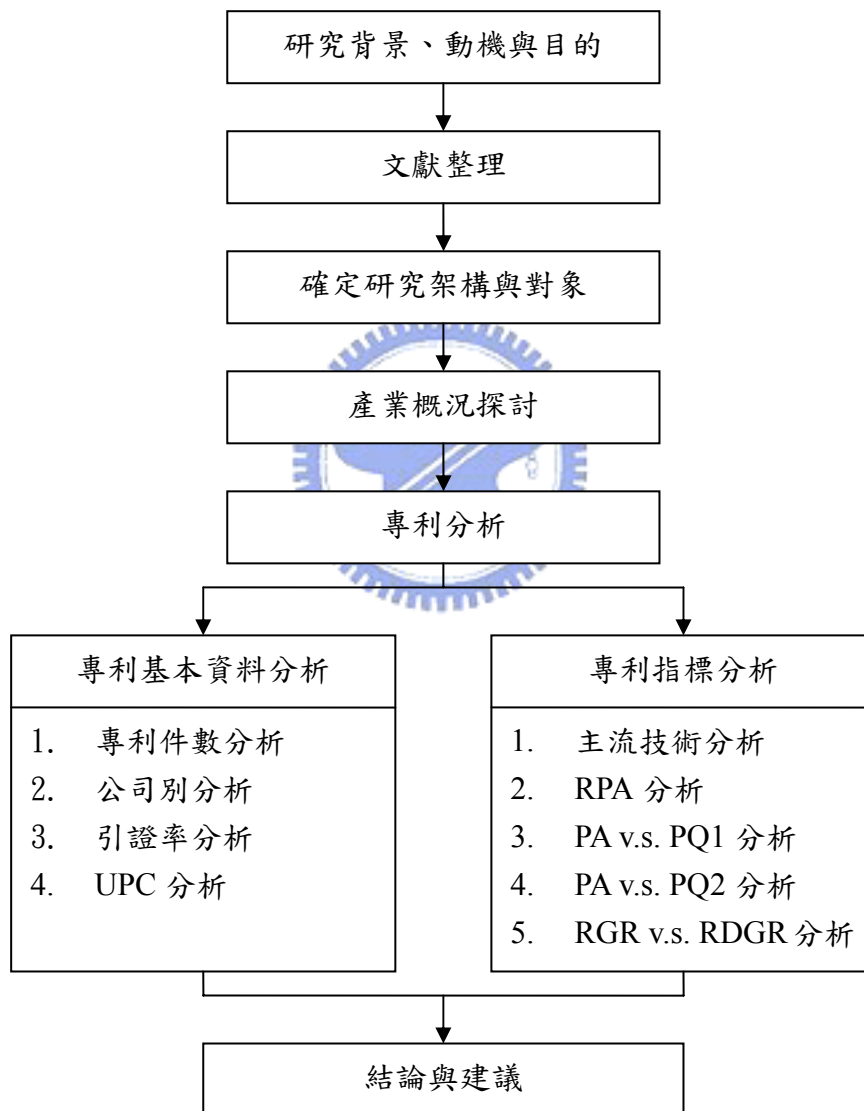 研究背景、動機與目的
文獻整理
確定研究架構與對象
產業概況探討
專利分析
專利基本資料分析
1. 專利件數分析
2. 公司別分析
3. 引證率分析
4. UPC 分析
專利指標分析
1. 主流技術分析
2. RPA 分析
3. PA v.s. PQ1 分析
4. PA v.s. PQ2 分析
5. RGR v.s. RDGR 分析
結論與建議